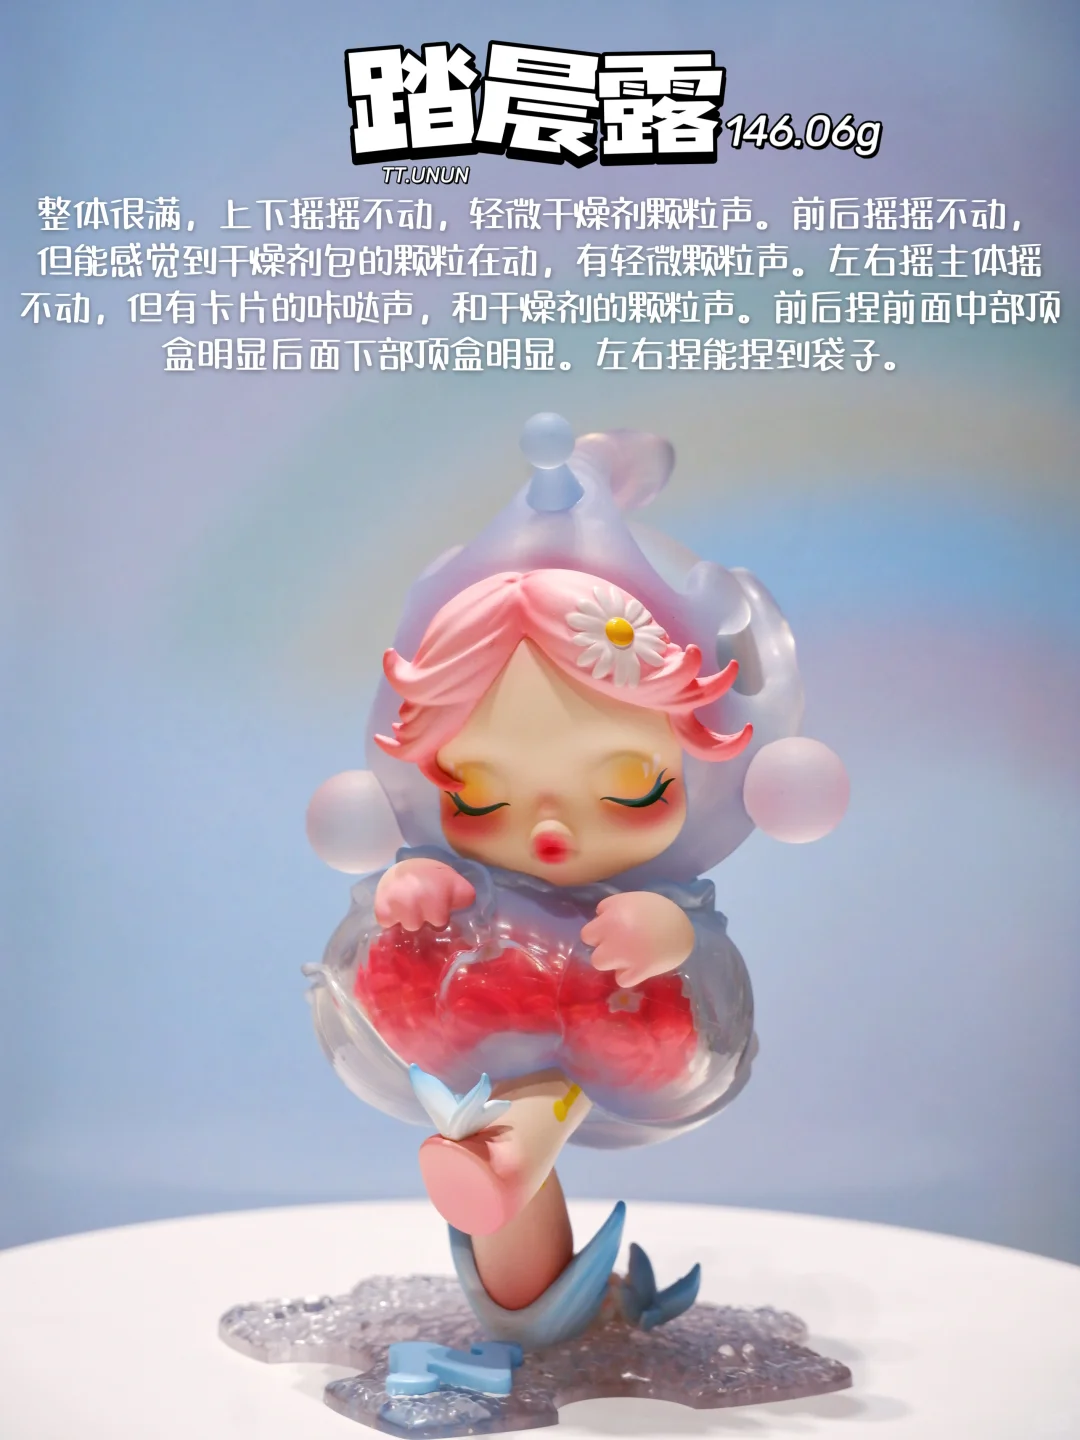 踏晨露146.06g
TT.UNUN
整体很满，上下摇摇不动，轻微干燥剂颗粒声。前后摇摇不动，
但能感觉到干燥剂包的颗粒在动，有轻微颗粒声。左右摇主体摇
不动，但有卡片的咔哒声，和干燥剂的颗粒声。前后捏前面中部顶
盒明显后面下部顶盒明显。左右捏能捏到袋子。